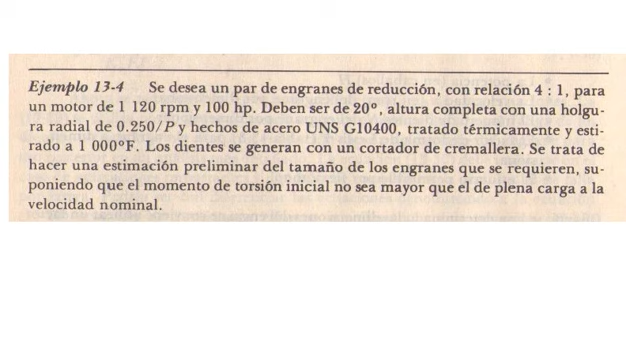 Ejemplo 13-4 Se desea un par de engranes de reducción, con relación 4 : 1, para
un motor de 1 120 rpm y 100 hp. Deben ser de 20°, altura completa con una holgu-
ra radial de 0.250/P y hechos de acero UNS G10400, tratado térmicamente y esti-
rado a 1 000°F. Los dientes se generan con un cortador de cremallera. Se trata de
hacer una estimación preliminar del tamaño de los engranes que se requieren, su-
poniendo que el momento de torsión inicial no sea mayor que el de plena carga a la
velocidad nominal.